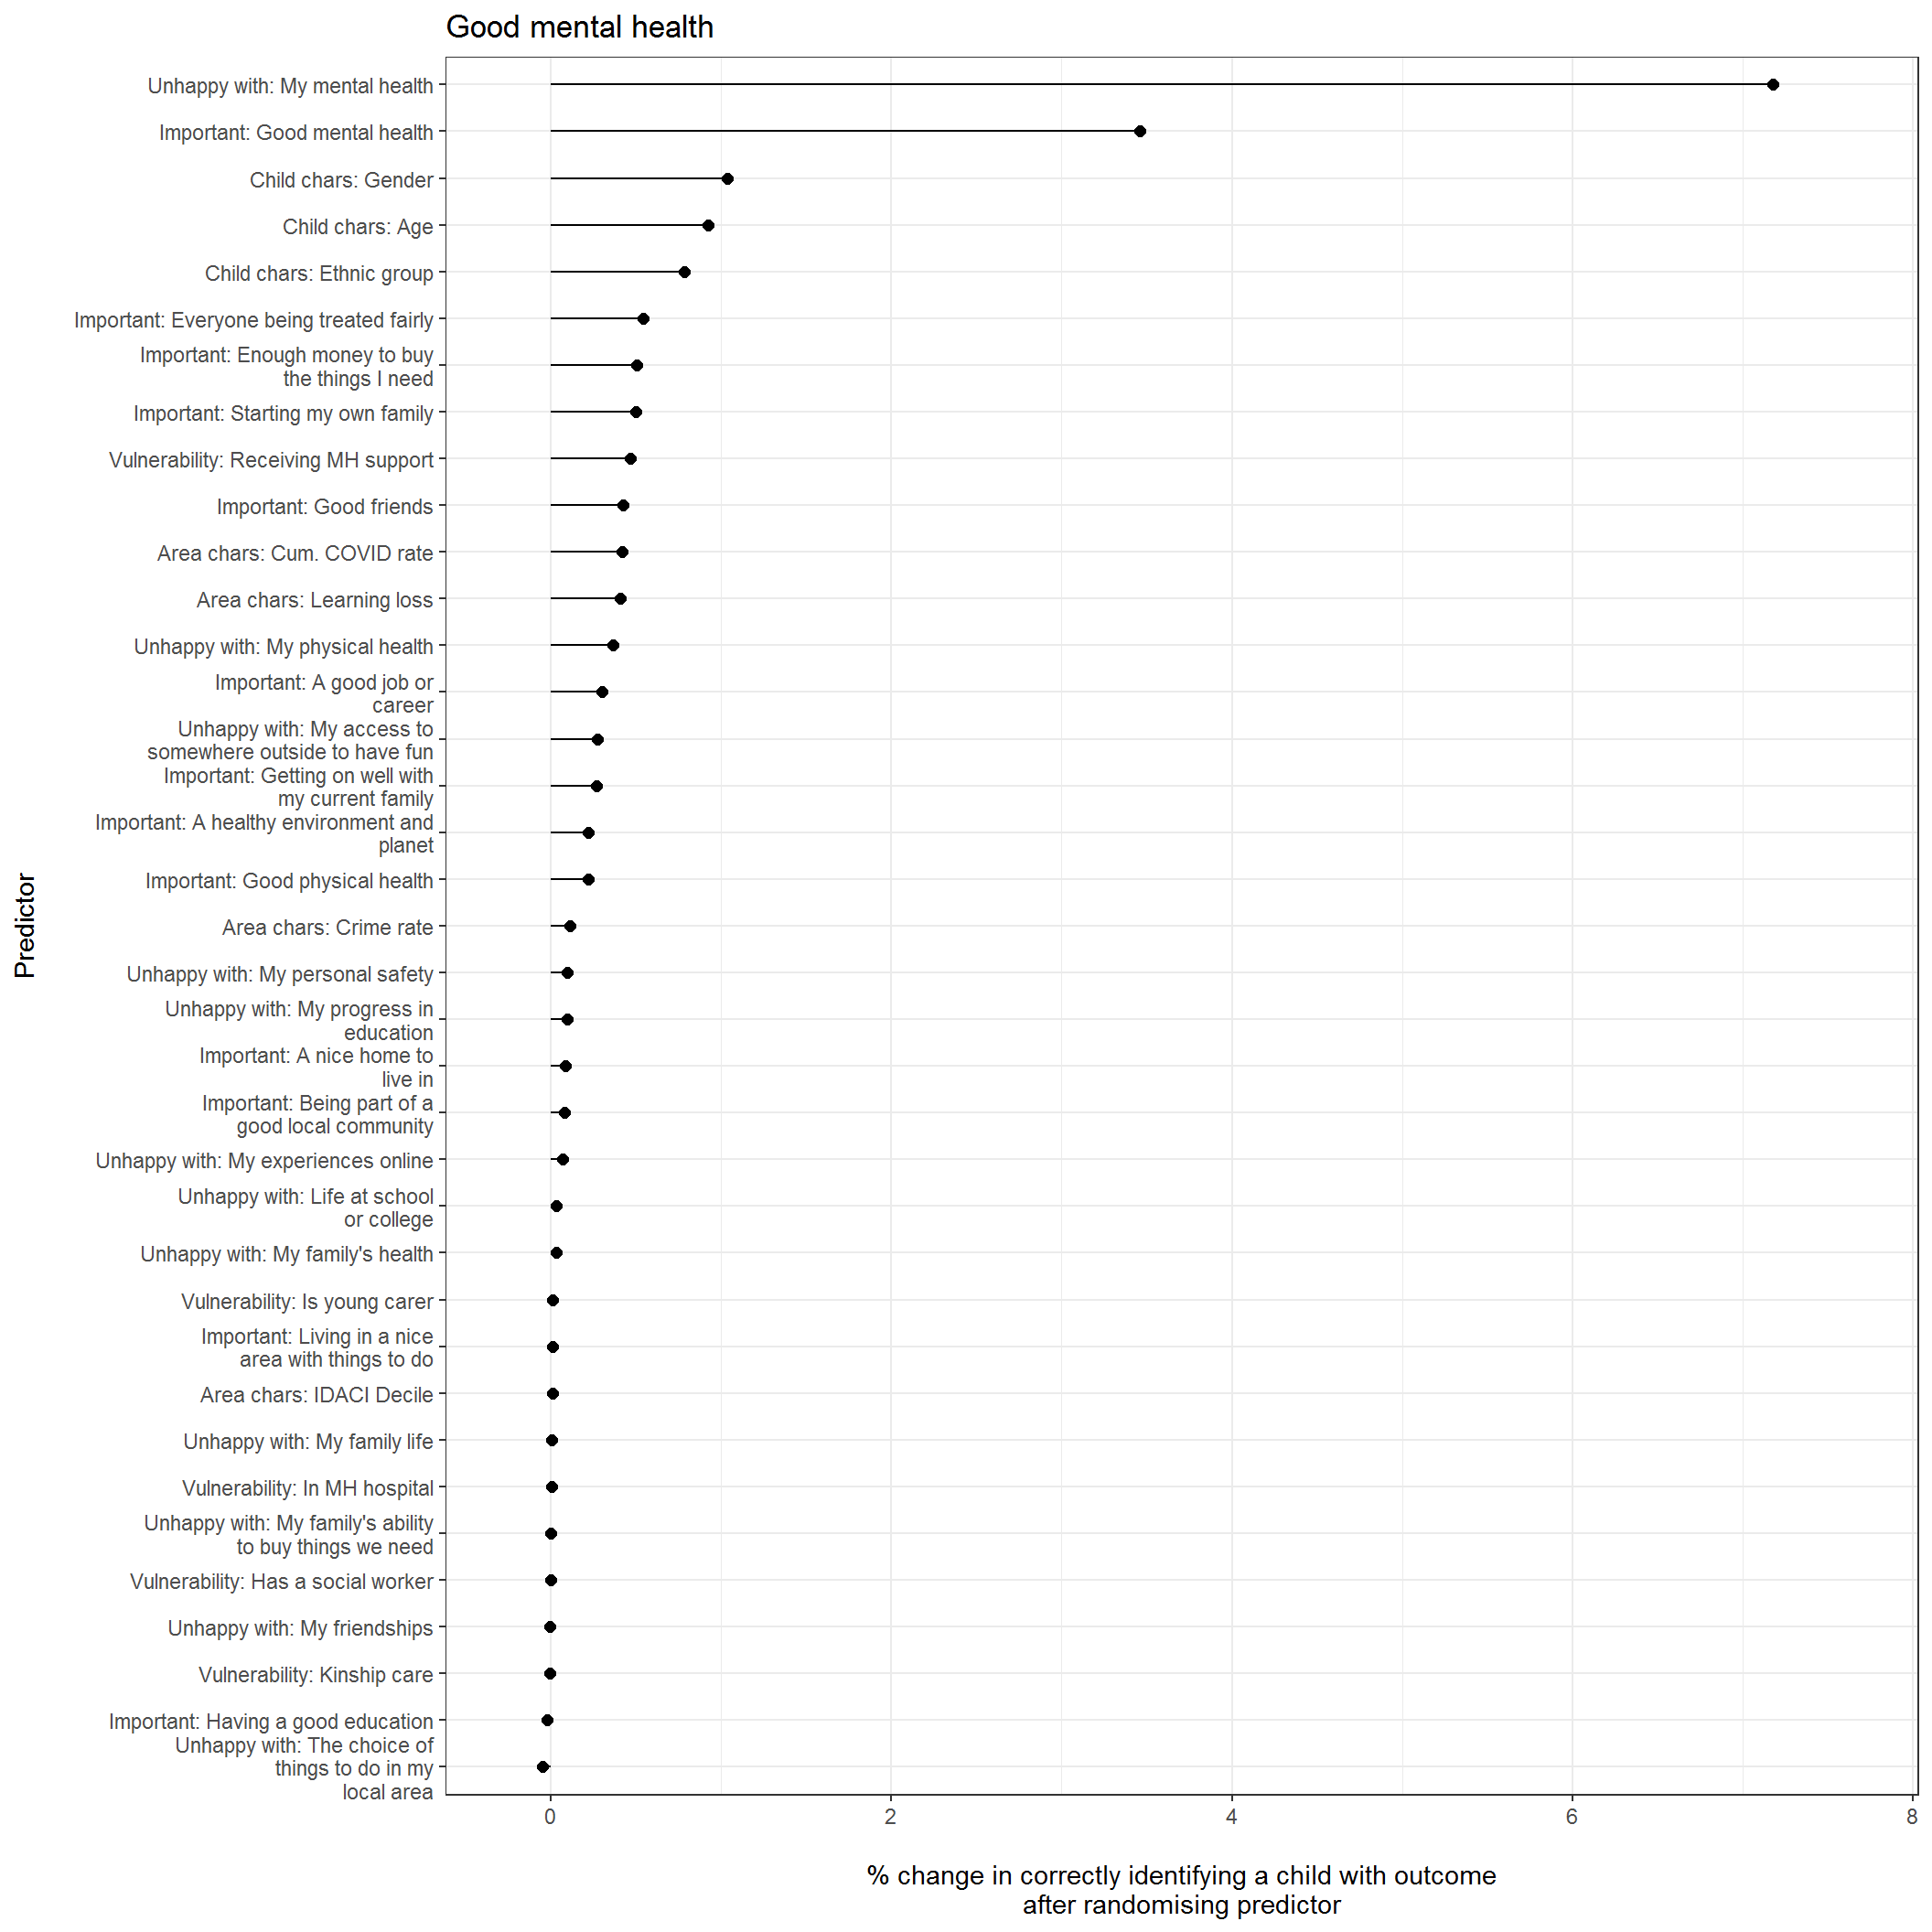 Good mental health
Unhappy with: My mental health
Important: Good mental health
Child chars: Gender
Child chars: Age
Child chars: Ethnic group
Important: Everyone being treated fairly
Important: Enough money to buy
the things I need
Important: Starting my own family
Vulnerability: Receiving MH support
Important: Good friends
Area chars: Cum. COVID rate
Area chars: Learning loss
Unhappy with: My physical health
Important: A good job or
career
Unhappy with: My access to
somewhere outside to have fun
Important: Getting on well with
my current family
Important: A healthy environment and
planet
Important: Good physical health
Area chars: Crime rate
Unhappy with: My personal safety
Unhappy with: My progress in
education
Important: A nice home to
live in
Important: Being part of a
good local community
Unhappy with: My experiences online
Unhappy with: Life at school
or college
Unhappy with: My family's health
Vulnerability: Is young carer
Important: Living in a nice
area with things to do
Area chars: IDACI Decile
Unhappy with: My family life
Vulnerability: In MH hospital
Unhappy with: My family's ability
to buy things we need
Vulnerability: Has a social worker
Unhappy with: My friendships
Vulnerability: Kinship care
Important: Having a good education
Unhappy with: The choice of
things to do in my
local area
Predictor
0 2 4 6 8
% change in correctly identifying a child with outcome
after randomising predictor